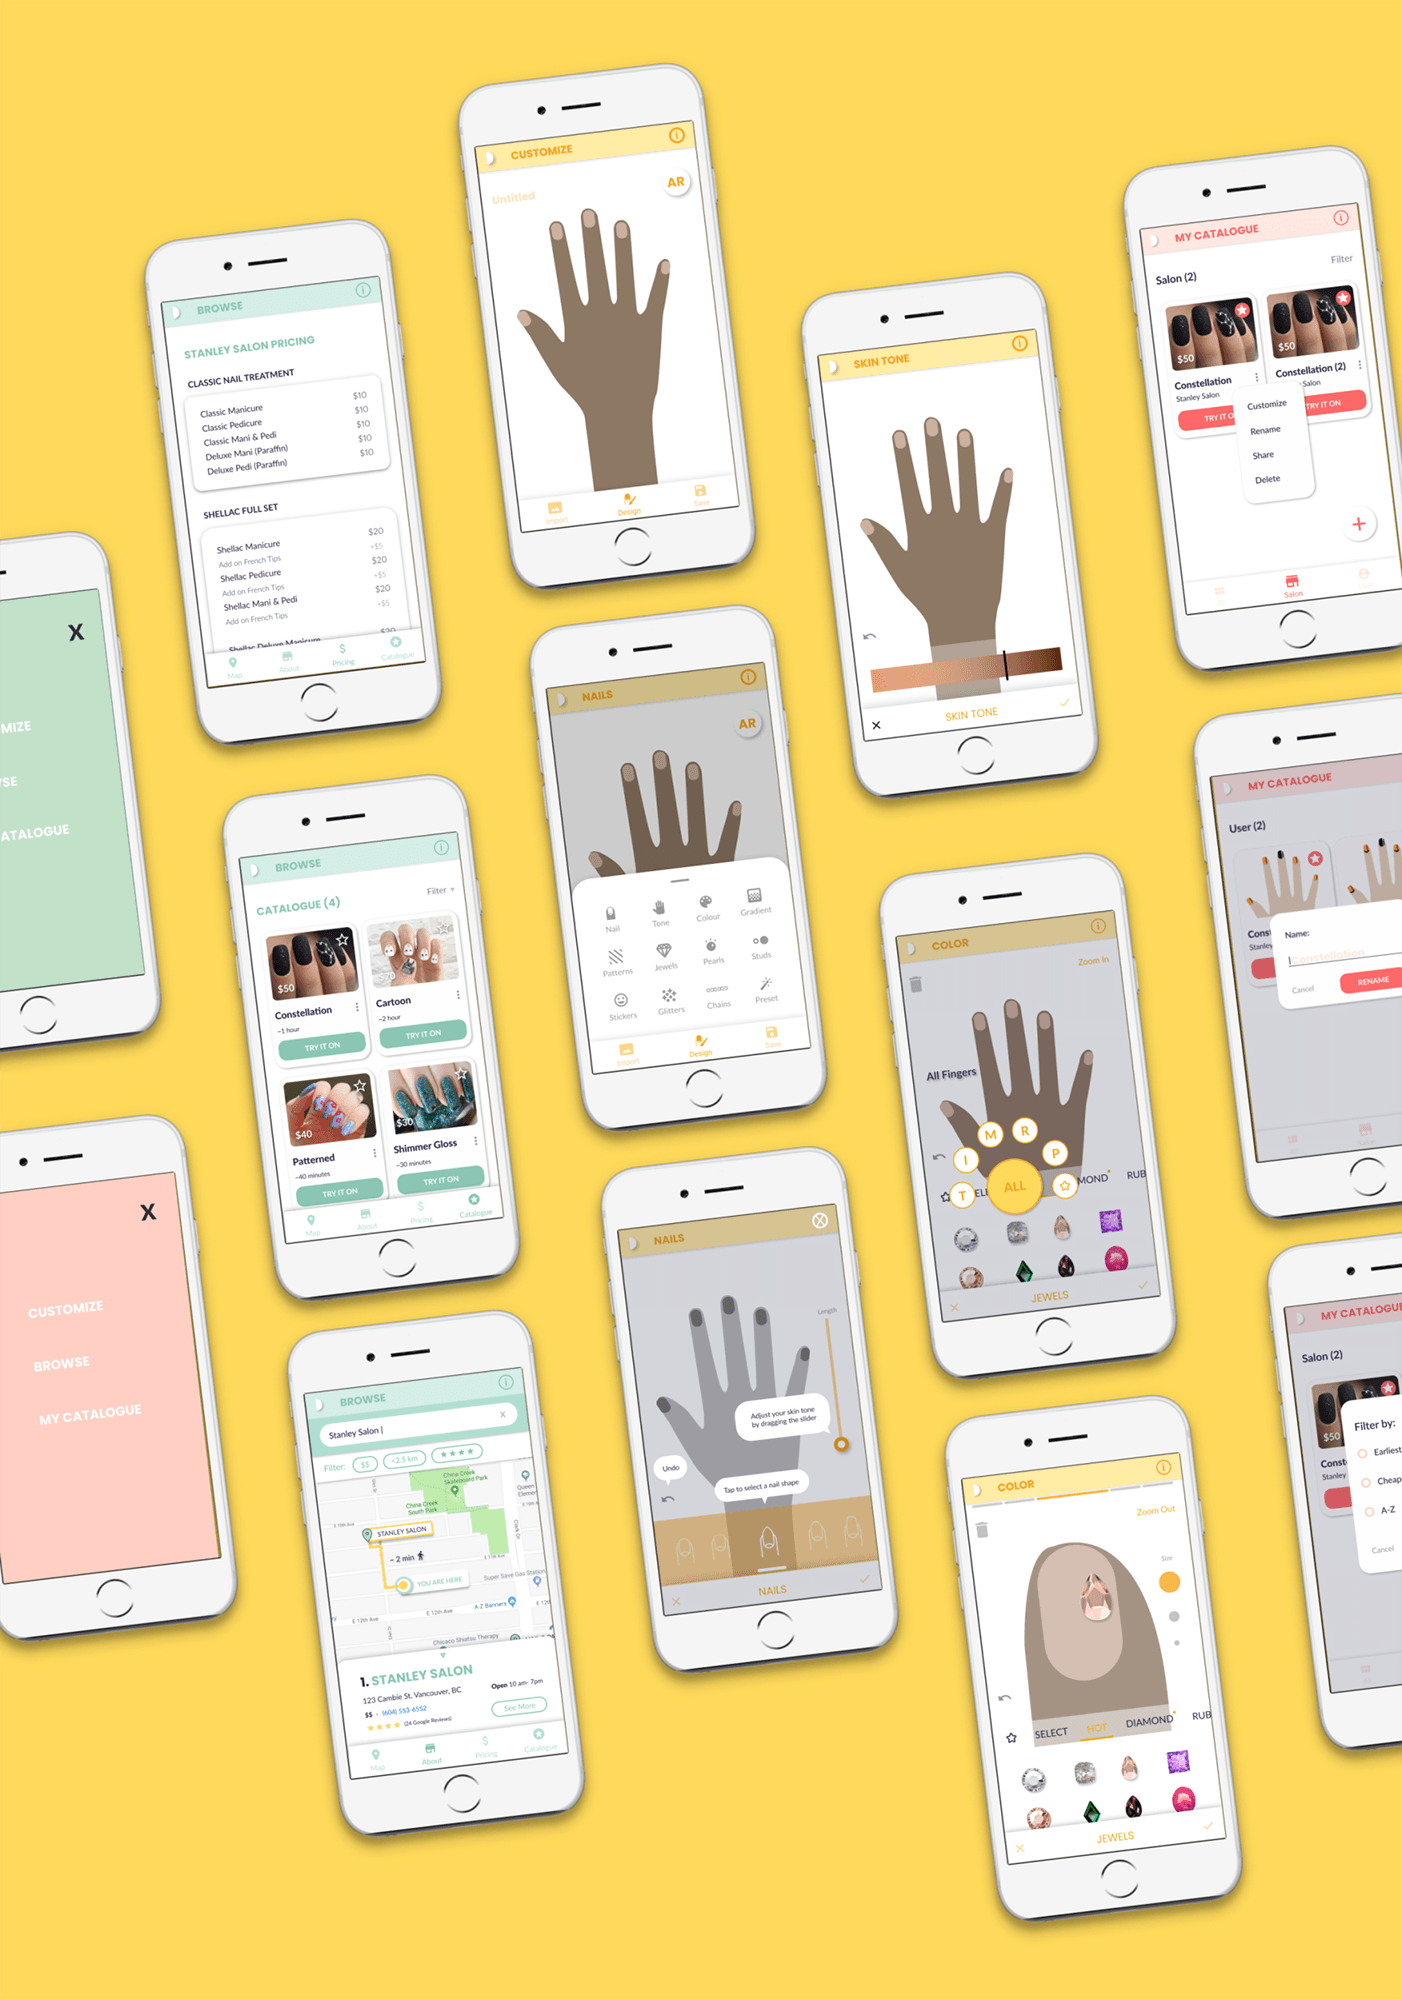 CUSTOMIZE
Untitled
AR
Import
Design
Save
BROWSE
STANLEY SALON PRICING
CLASSIC NAIL TREATMENT
Classic Manicure $10
Classic Pedicure $10
Classic Mani & Pedi $10
Deluxe Mani (Paraffin) $10
Deluxe Pedi (Paraffin) $10
SHELLAC FULL SET
Shellac Manicure $20
Add on French Tips +$5
Shellac Pedicure $20
Add on French Tips +$5
Shellac Mani & Pedi $20
Add on French Tips +$5
Shellac Deluxe Manicure $20
Map
About
Pricing
Catalogue
SKIN TONE
SKIN TONE
MY CATALOGUE
Salon (2)
Filter
$50
Constellation
Stanley Salon
TRY IT O
Constellation (2)
Salon
TRY IT ON
Customize
Rename
Share
Delete
Salon
X
OMIZE
WSE
ATALOGUE
NAILS
AR
Nail
Tone
Colour
Gradient
Patterns
Jewels
Pearls
Studs
Stickers
Glitters
Chains
Preset
Import
Design
Save
BROWSE
Filter
CATALOGUE (4)
$50
Constellation
~1 hour
TRY IT ON
Cartoon
~2 hour
TRY IT ON
$40
Patterned
~40 minutes
TRY IT ON
$30
Shimmer Gloss
~30 minutes
TRY IT ON
Map
About
Pricing
Catalogue
MY CATALOGUE
User (2)
Const
Stanley
Name:
Constellation
Cancel
RENAME
COLOR
Zoom In
All Fingers
T
I
M
R
P
ALL
MOND
RUB
JEWELS
X
CUSTOMIZE
BROWSE
MY CATALOGUE
NAILS
Length
Adjust your skin tone
by dragging the slider
Undo
Tap to select a nail shape
NAILS
BROWSE
Stanley Salon |
X
Filter:
$$
<2.5 km
China Creek
Skateboard Park
China Creek
South Park
Queen
Elemen
E 10th Ave
STANLEY SALON
~ 2 min
E 11th Ave
YOU ARE HERE
Super Save Gas Station
E 12th Ave
E 12th Ave
A-Z Banners
Chicaco Shiatsu Therapy
1. STANLEY SALON
123 Cambie St, Vancouver, BC
Open 10 am- 7pm
$$ · (604) 553-6552
(24 Google Reviews)
See More
Map
About
Pricing
Catalogue
MY CATALOGUE
Salon (2)
$50
Const
Stanley
Filter by:
Earliest
Cheap
A-Z
Cancel
COLOR
Zoom Out
Size
SELECT
HOT
DIAMOND
RUB
JEWELS